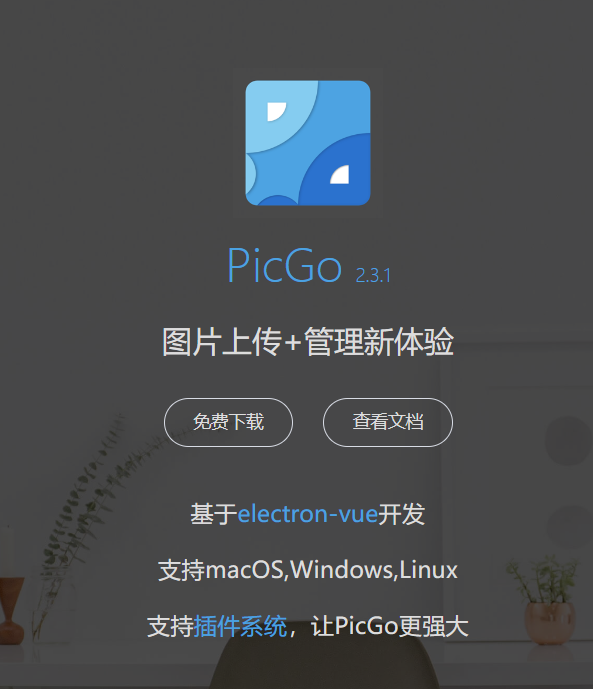 PicGo 2.3.1
图片上传+管理新体验
免费下载 查看文档
基于electron-vue开发
支持macOS,Windows,Linux
支持插件系统，让PicGo更强大